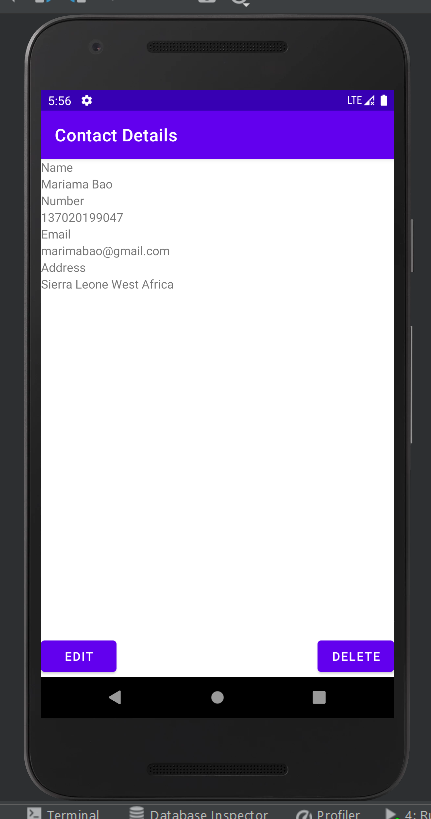 5:56 LTE
Contact Details
Name
Mariama Bao
Number
137020199047
Email
marimabao@gmail.com
Address
Sierra Leone West Africa
EDIT DELETE
Terminal Database Inspector Profiler 4: Ru